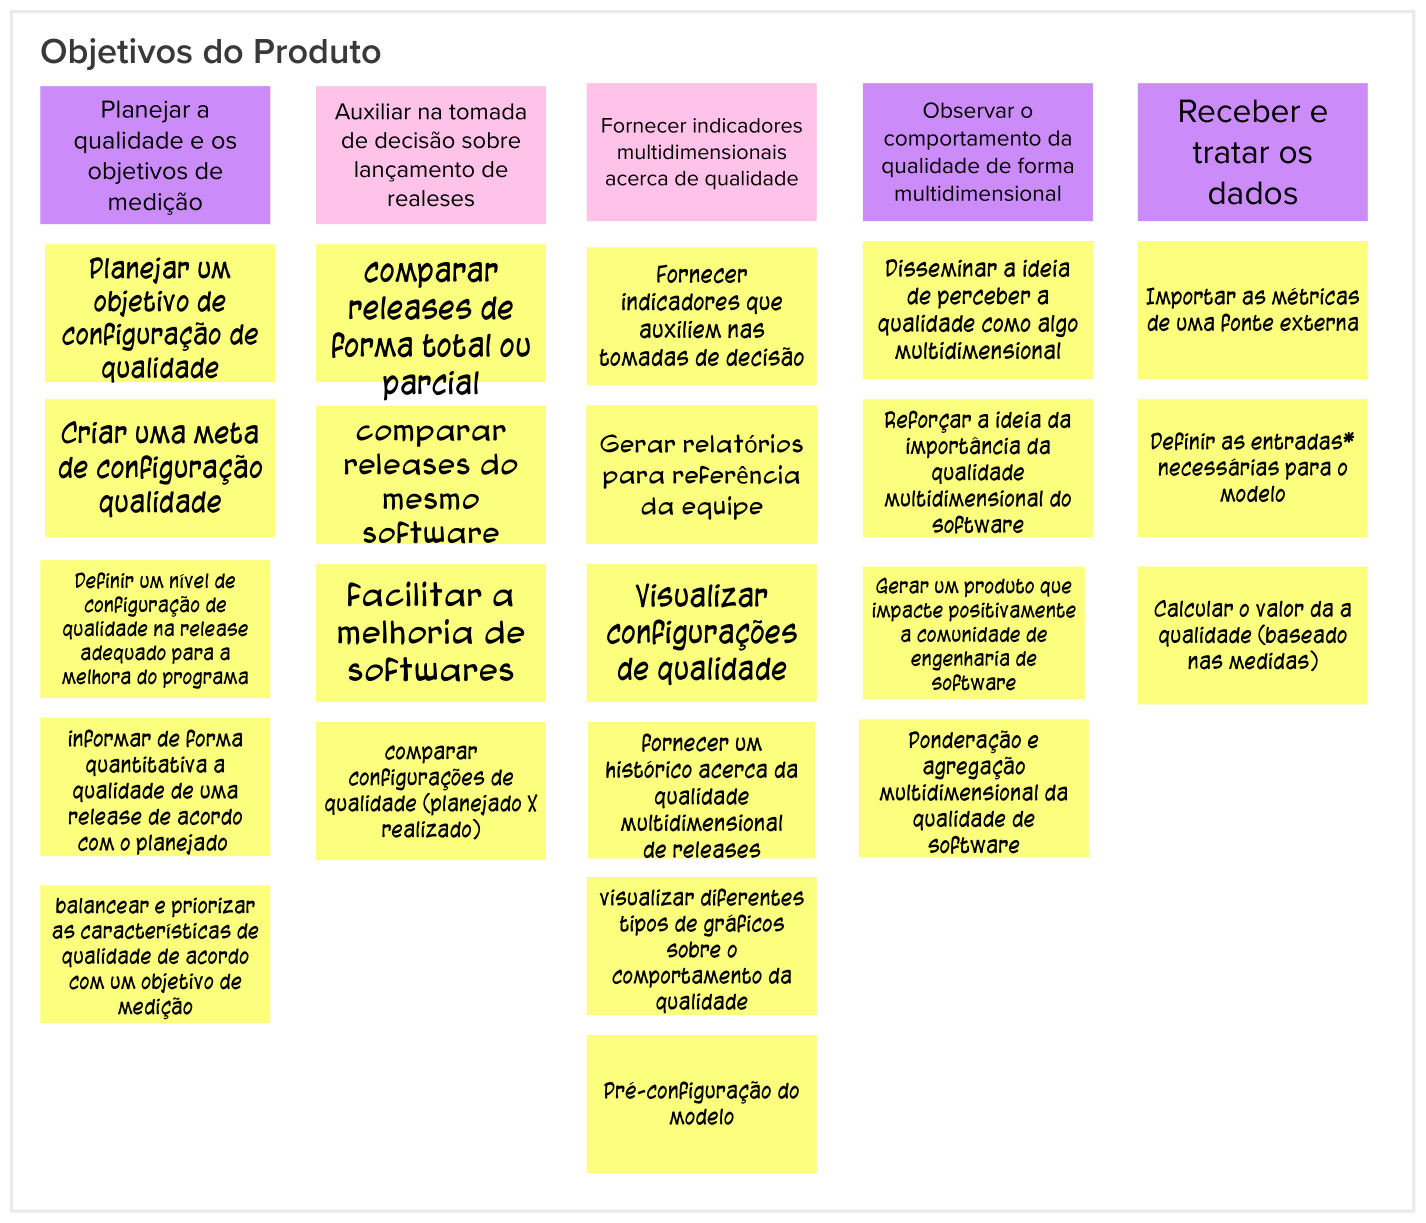 Objetivos do Produto
Planejar a
qualidade e os
objetivos de
medição
Planejar um
objetivo de
configuração de
qualidade
Criar uma meta
de configuração
qualidade
Definir um nível de
configuração de
qualidade na release
adequado para a
melhora do programa
informar de forma
quantitativa a
qualidade de uma
release de acordo
com o planejado
balancear e priorizar
as características de
qualidade de acordo
com um objetivo de
medição
Auxiliar na tomada
de decisão sobre
lançamento de
realeses
comparar
releases de
forma total ou
parcial
comparar
releases do
mesmo
software
Facilitar a
melhoria de
softwares
comparar
configurações de
qualidade (planejado X
realizado)
Fornecer indicadores
multidimensionais
acerca de qualidade
Fornecer
indicadores que
auxiliem nas
tomadas de decisão
Gerar relatórios
para referência
da equipe
Visualizar
configurações
de qualidade
fornecer um
histórico acerca da
qualidade
multidimensional
de releases
visualizar diferentes
tipos de gráficos
sobre o
comportamento da
qualidade
Pré-configuração do
modelo
Observar o
comportamento da
qualidade de forma
multidimensional
Disseminar a ideia
de perceber a
qualidade como algo
multidimensional
Reforçar a ideia da
importância da
qualidade
multidimensional do
software
Gerar um produto que
impacte positivamente
a comunidade de
engenharia de
software
Ponderação e
agregação
multidimensional da
qualidade de
software
Receber e
tratar os
dados
Importar as métricas
de uma fonte externa
Definir as entradas*
necessárias para o
modelo
Calcular o valor da a
qualidade (baseado
nas medidas)